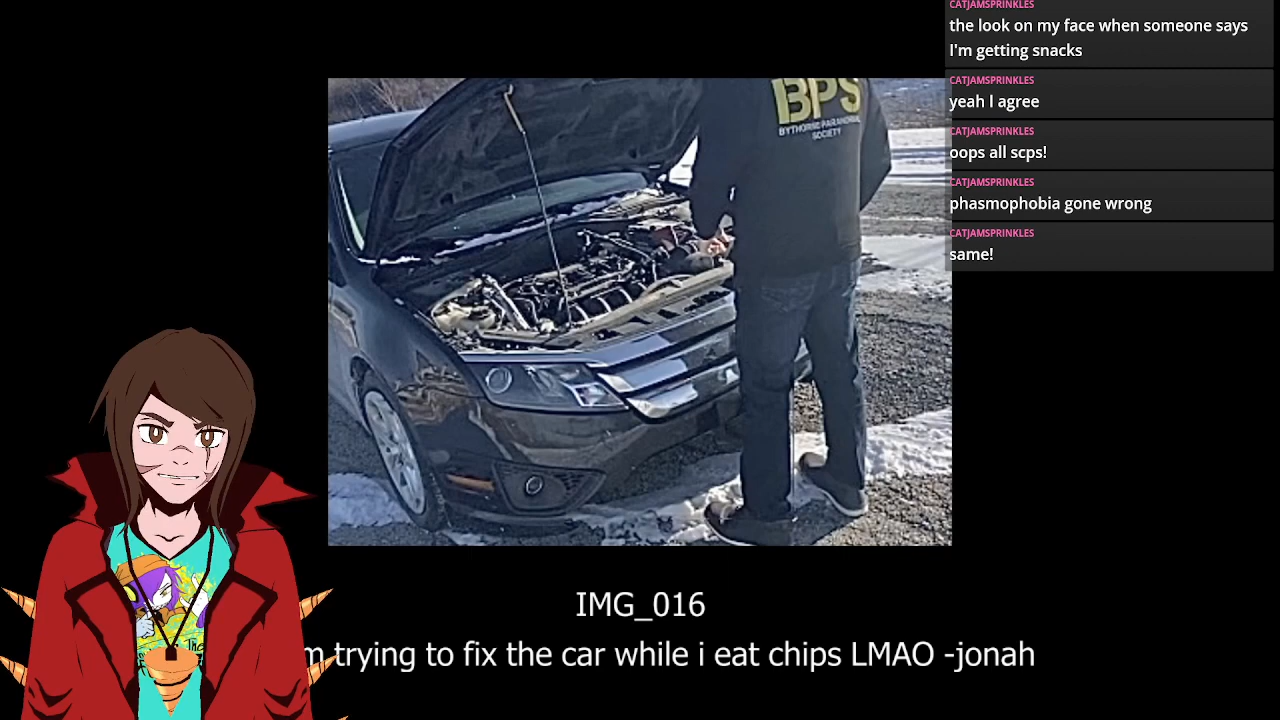 CATJAMSPRINKLES
the look on my face when someone says
I'm getting snacks
CATJAMSPRINKLES
yeah I agree
CATJAMSPRINKLES
oops all scps!
CATJAMSPRINKLES
phasmophobia gone wrong
CATJAMSPRINKLES
same!
BPS
BYTHORNE PARANORMAL
SOCIETY
IMG_016
m trying to fix the car while i eat chips LMAO -jonah